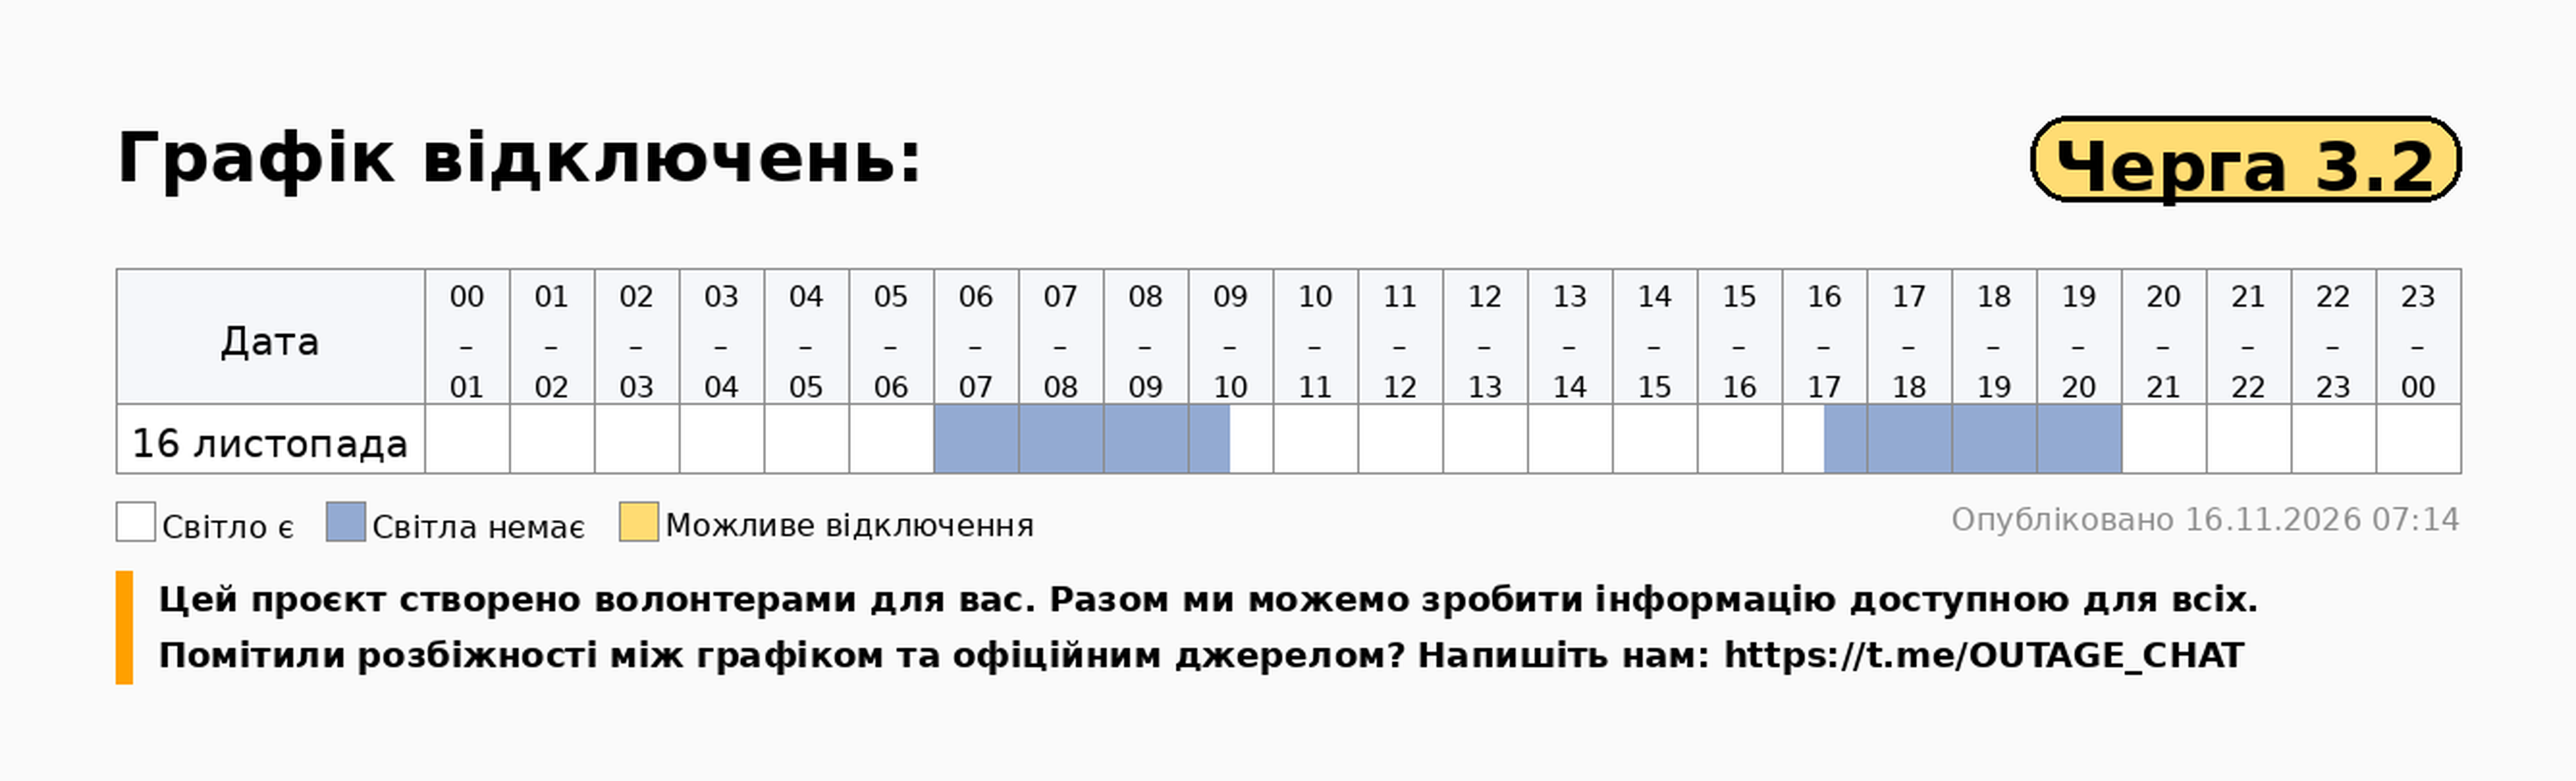 Графік відключень:
Черга 3.2
Дата 00 – 01 01 – 02 02 – 03 03 – 04 04 – 05 05 – 06 06 – 07 07 – 08 08 – 09 09 – 10 10 – 11 11 – 12 12 – 13 13 – 14 14 – 15 15 – 16 16 – 17 17 – 18 18 – 19 19 – 20 20 – 21 21 – 22 22 – 23 23 – 00
16 листопада
Світло є Світла немає Можливе відключення
Опубліковано 16.11.2026 07:14
Цей проєкт створено волонтерами для вас. Разом ми можемо зробити інформацію доступною для всіх.
Помітили розбіжності між графіком та офіційним джерелом? Напишіть нам: https://t.me/OUTAGE_CHAT